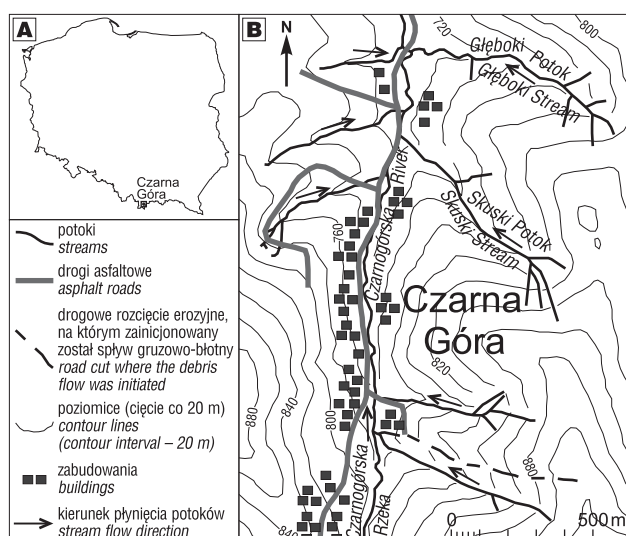 A
Czarna
Góra
potoki
streams
drogi asfaltowe
asphalt roads
drogowe rozcięcie erozyjne,
na którym zainicjonowany
został spływ gruzowo-błotny
road cut where the debris
flow was initiated
poziomice (cięcie co 20 m)
contour lines
(contour interval – 20 m)
zabudowania
buildings
kierunek płynięcia potoków
stream flow direction
B
N
720
800
Głęboki Potok
Głęboki Stream
Czarnogórska River
Skuski Potok
Skuski Stream
760
Czarna
Góra
820
880
840
800
880
840
Czarnogórska
Rzeka
0 500 m